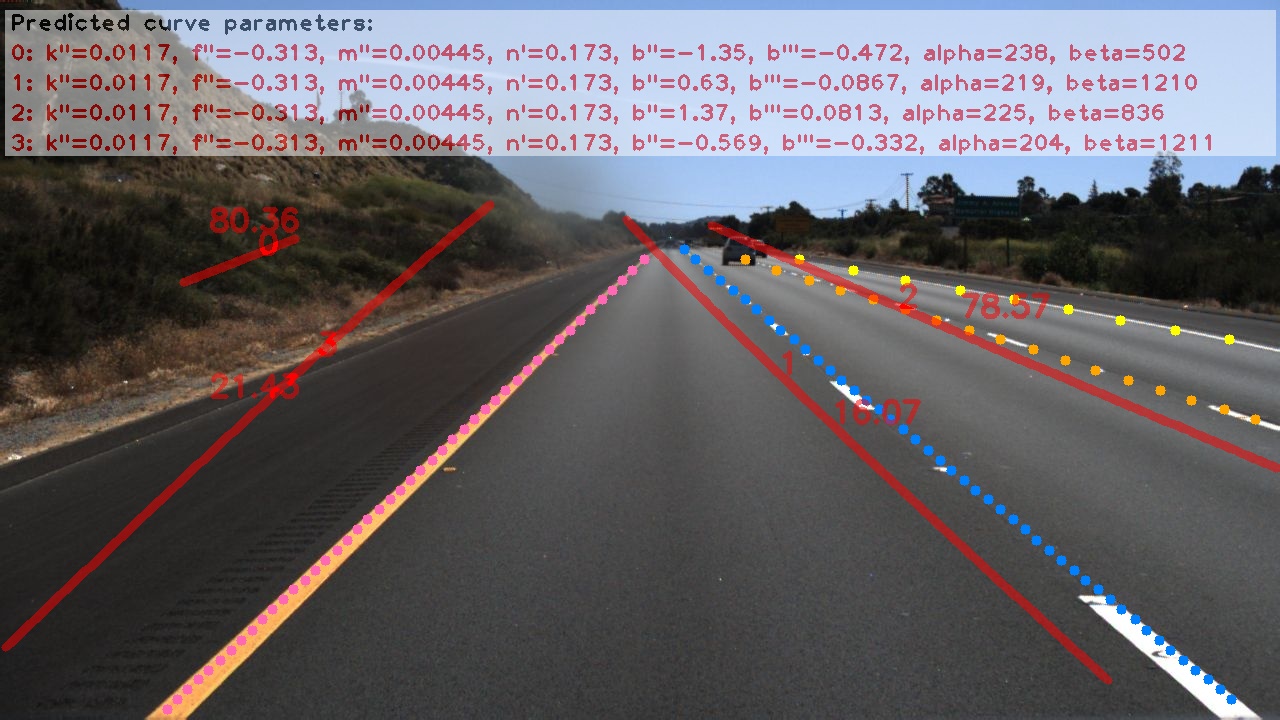 Predicted curve parameters:
0: k''=0.0117, f''=-0.313, m''=0.00445, n'=0.173, b''=-1.35, b'''=-0.472, alpha=238, beta=502
1: k''=0.0117, f''=-0.313, m''=0.00445, n'=0.173, b''=0.63, b'''=-0.0867, alpha=219, beta=1210
2: k''=0.0117, f''=-0.313, m''=0.00445, n'=0.173, b''=1.37, b'''=0.0813, alpha=225, beta=836
3: k''=0.0117, f''=-0.313, m''=0.00445, n'=0.173, b''=-0.569, b'''=-0.332, alpha=204, beta=1211
80.36
0
2
78.57
3
1
21.43
16.07